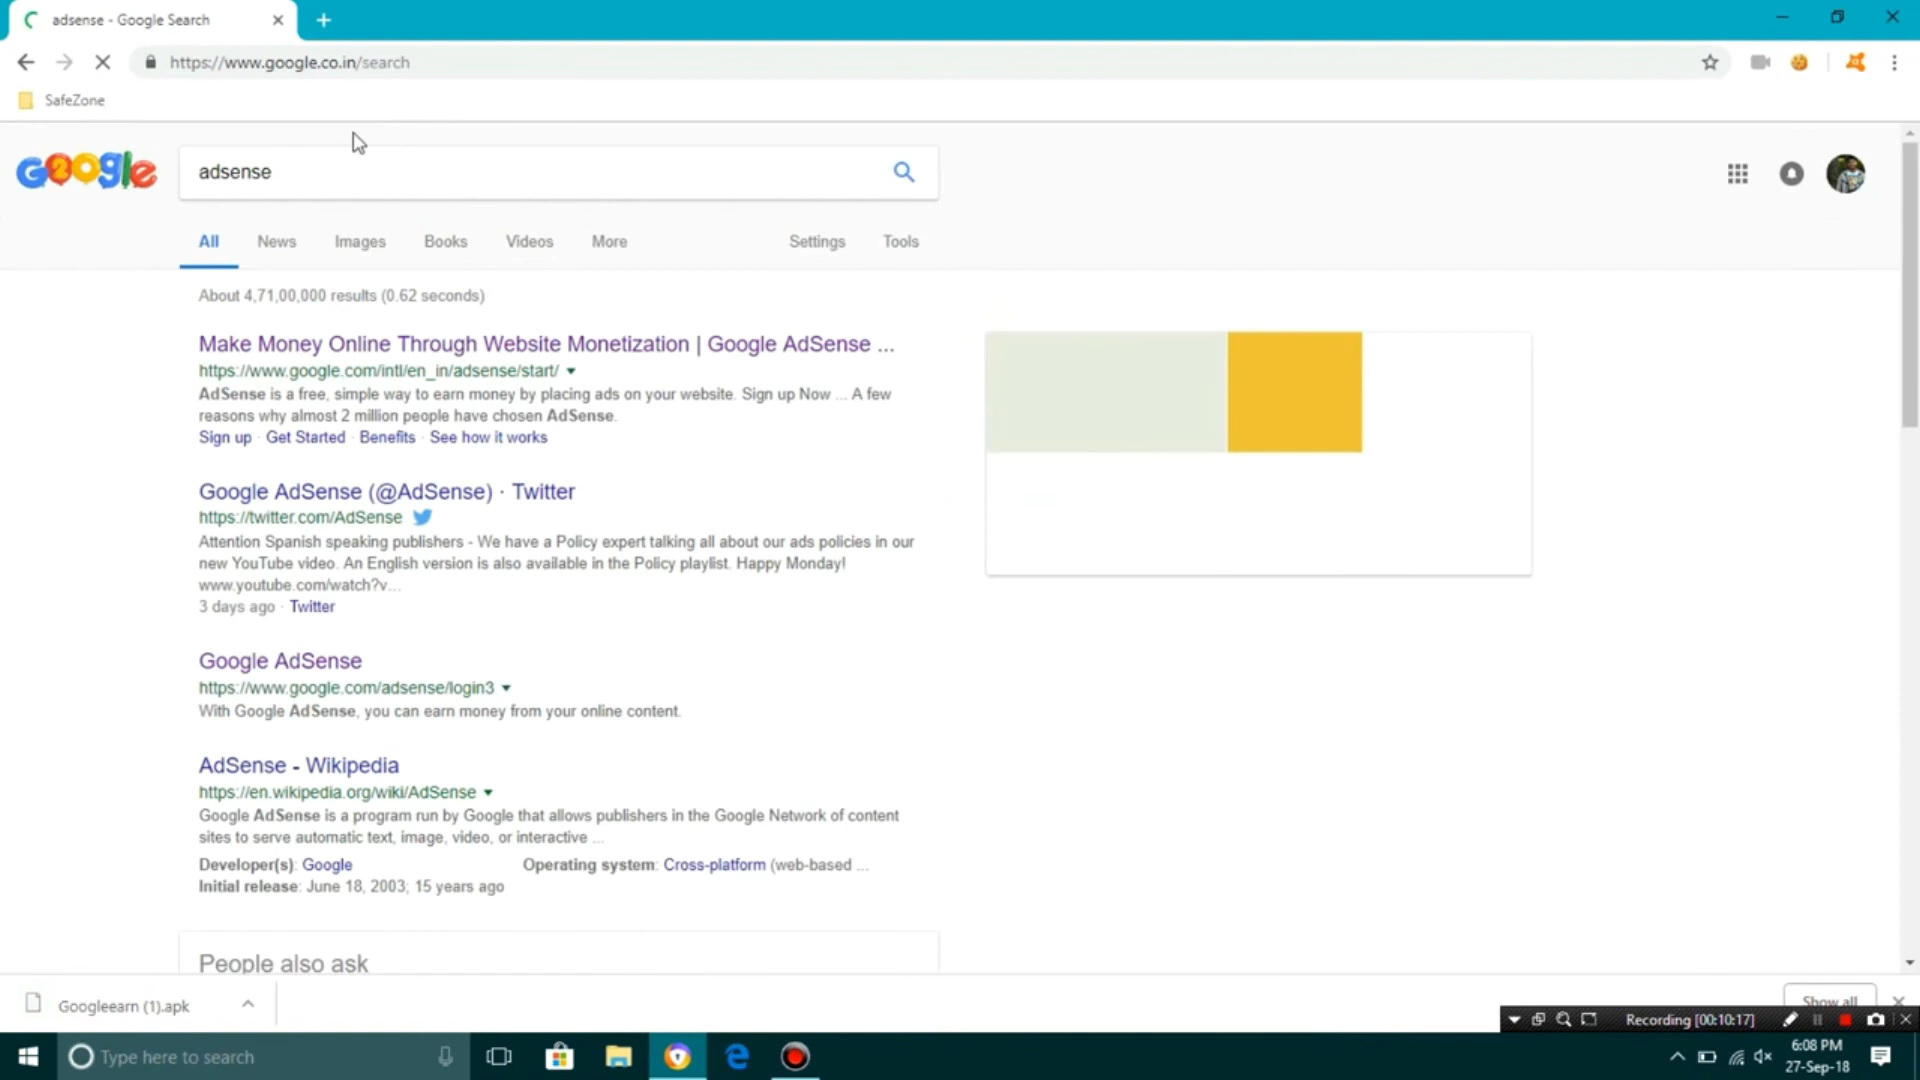 adsense - Google Search
https://www.google.co.in/search
SafeZone
Google
adsense
All News Images Books Videos More Settings Tools
About 4,71,00,000 results (0.62 seconds)
Make Money Online Through Website Monetization | Google AdSense ...
https://www.google.com/intl/en_in/adsense/start/
AdSense is a free, simple way to earn money by placing ads on your website. Sign up Now ... A few
reasons why almost 2 million people have chosen AdSense.
Sign up · Get Started · Benefits · See how it works
Google AdSense (@AdSense) · Twitter
https://twitter.com/AdSense
Attention Spanish speaking publishers - We have a Policy expert talking all about our ads policies in our
new YouTube video. An English version is also available in the Policy playlist. Happy Monday!
www.youtube.com/watch?v...
3 days ago · Twitter
Google AdSense
https://www.google.com/adsense/login3
With Google AdSense, you can earn money from your online content.
AdSense - Wikipedia
https://en.wikipedia.org/wiki/AdSense
Google AdSense is a program run by Google that allows publishers in the Google Network of content
sites to serve automatic text, image, video, or interactive ...
Developer(s): Google Operating system: Cross-platform (web-based ...
Initial release: June 18, 2003; 15 years ago
People also ask
Googleearn (1).apk
Show all
Recording [00:10:17]
Type here to search
6:08 PM
27-Sep-18